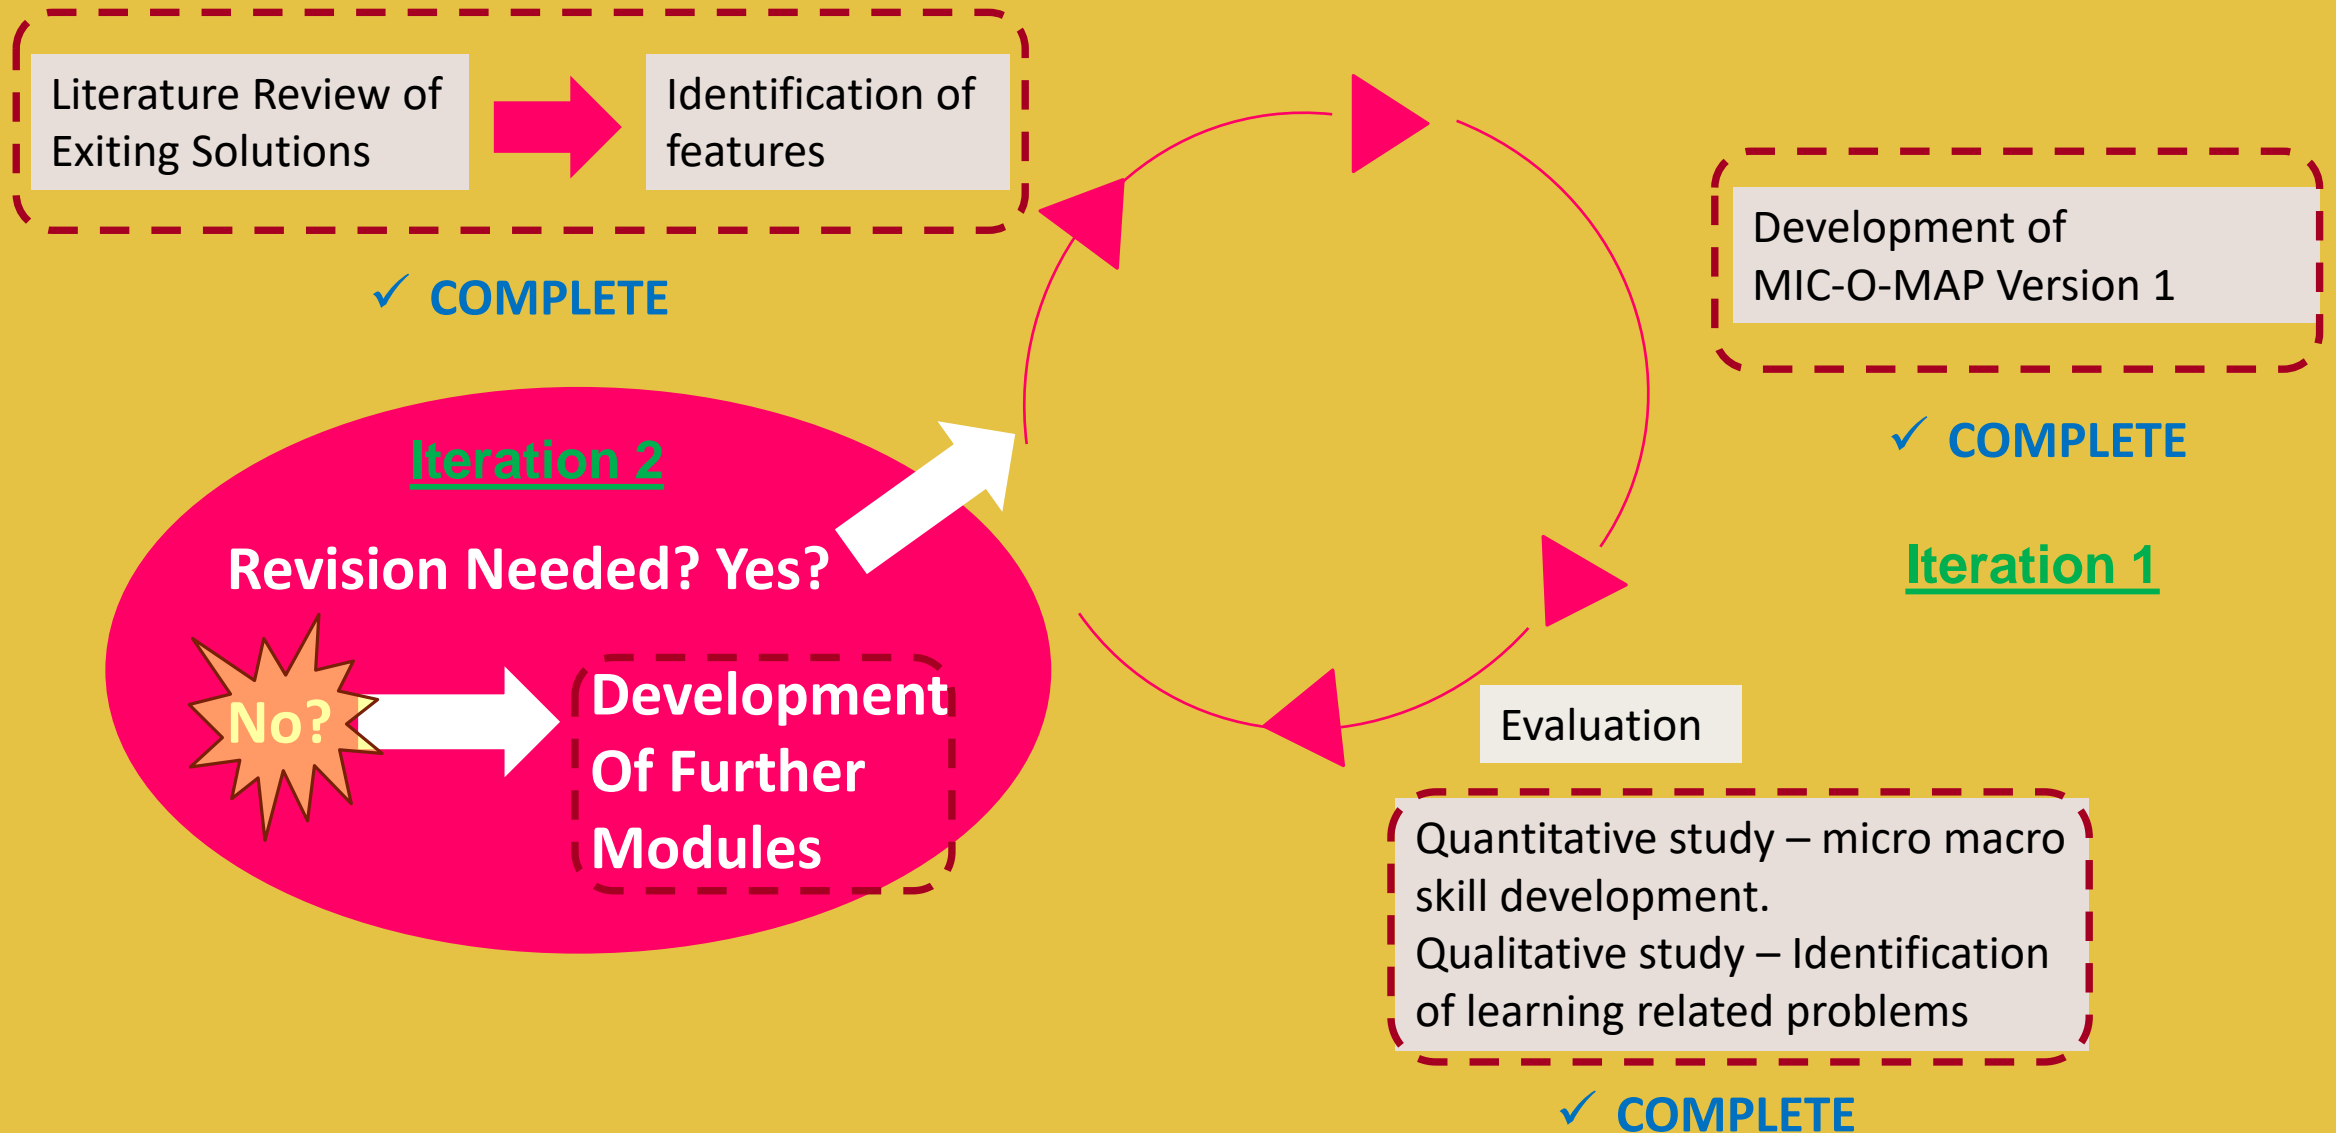 Literature Review of
Exiting Solutions
Identification of
features
✓ COMPLETE
Development of
MIC-O-MAP Version 1
✓ COMPLETE
Iteration 1
Iteration 2
Revision Needed? Yes?
No?
Development
Of Further
Modules
Evaluation
Quantitative study – micro macro
skill development.
Qualitative study – Identification
of learning related problems
✓ COMPLETE